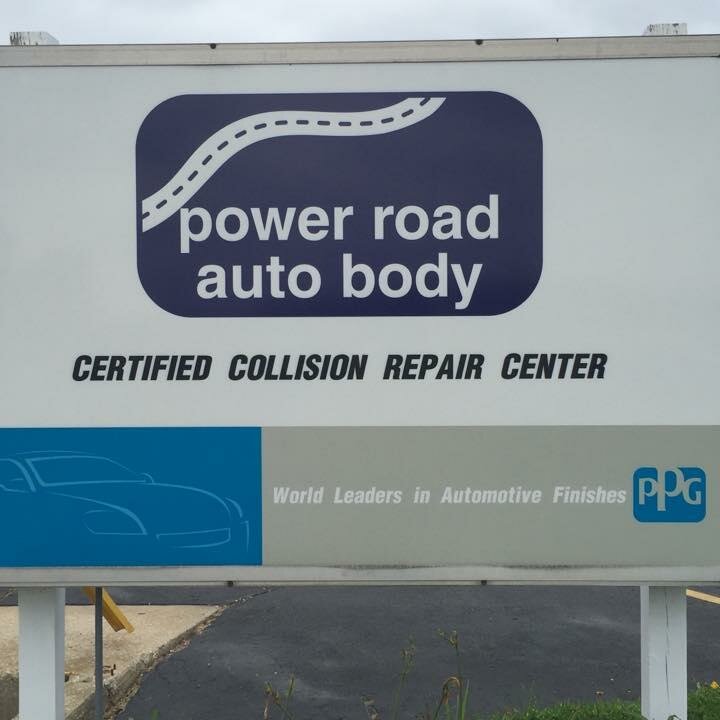 power road
auto body
CERTIFIED COLLISION REPAIR CENTER
World Leaders in Automotive Finishes PPG